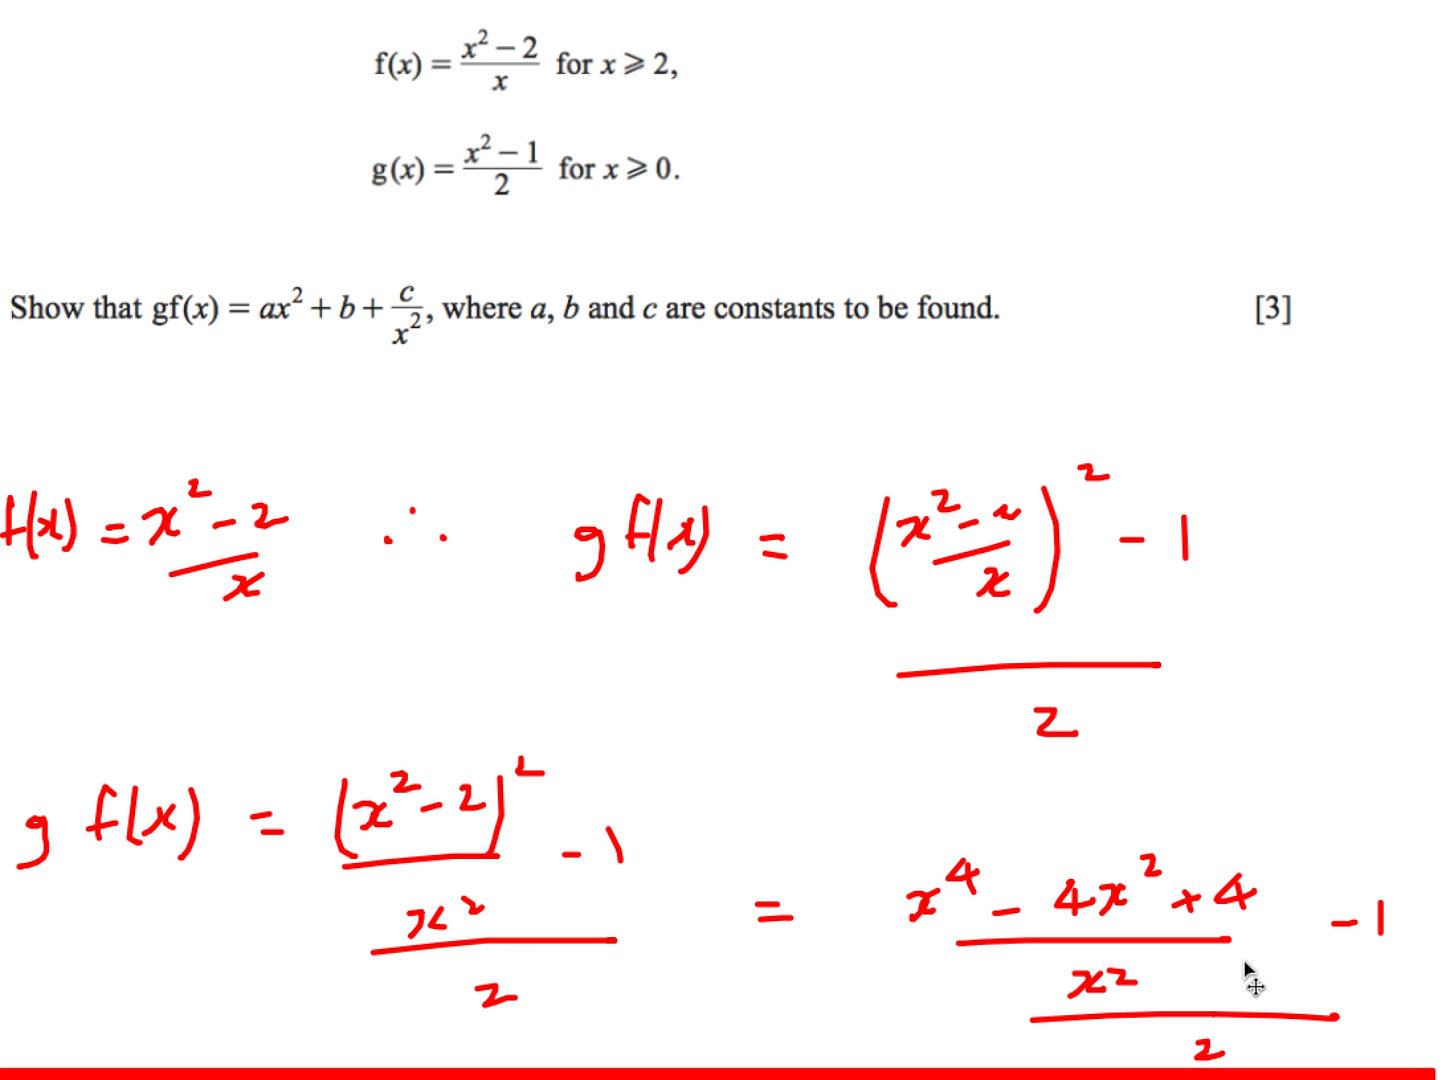 f(x) = (x² − 2)/x for x ⩾ 2,
g(x) = (x² − 1)/2 for x ⩾ 0.
Show that gf(x) = ax² + b + c/x², where a, b and c are constants to be found. [3]
f(x) = (x² - 2)/x ∴ g f(x) = (((x² - 2)/x)² - 1)/2
g f(x) = ((x² - 2)²/x² - 1)/2 = ((x⁴ - 4x² + 4)/x² - 1)/2